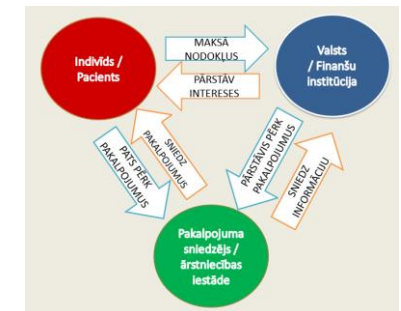 Indivīds /
Pacients
MAKSĀ
NODOKĻUS
PĀRSTĀV
INTERESES
Valsts
/ Finanšu
institūcija
PATS PĒRK
PAKALPOJUMUS
SNIEDZ
PAKALPOJUMUS
PĀRSTĀVIS PĒRK
PAKALPOJUMUS
SNIEDZ
INFORMĀCIJU
Pakalpojuma
sniedzējs /
ārstniecības
iestāde